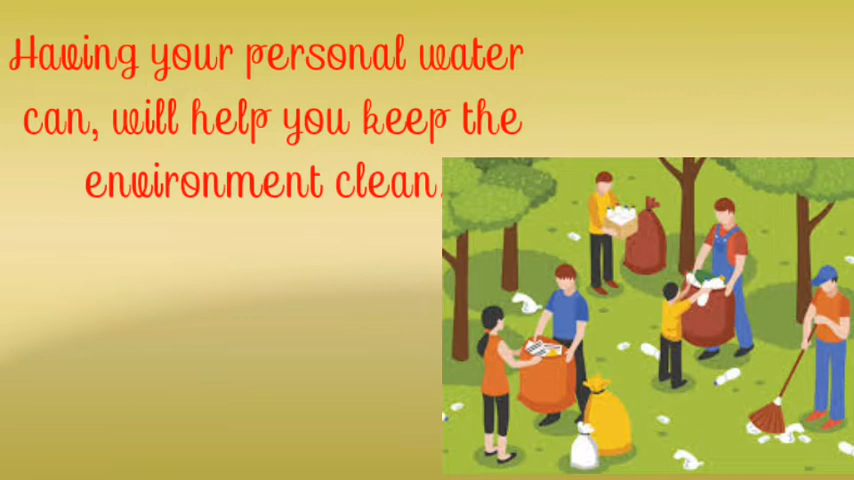 Having your personal water
can, will help you keep the
environment clean.